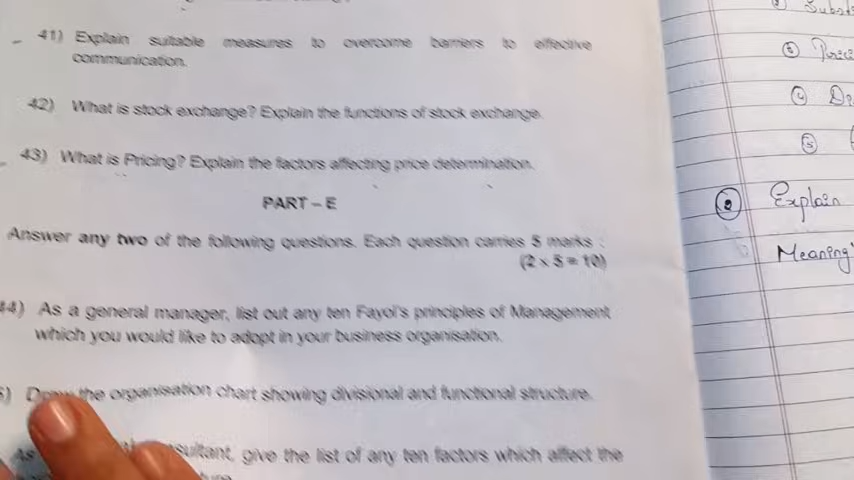 41) Explain suitable measures to overcome barriers to effective
communication.
42) What is stock exchange? Explain the functions of stock exchange.
43) What is Pricing? Explain the factors affecting price determination.
PART – E
Answer any two of the following questions. Each question carries 5 marks :
(2 × 5 = 10)
44) As a general manager, list out any ten Fayol's principles of Management
which you would like to adopt in your business organisation.
Draw the organisation chart showing divisional and functional structure.
As give the list of any ten factors which affect the
② Explain
Meaning